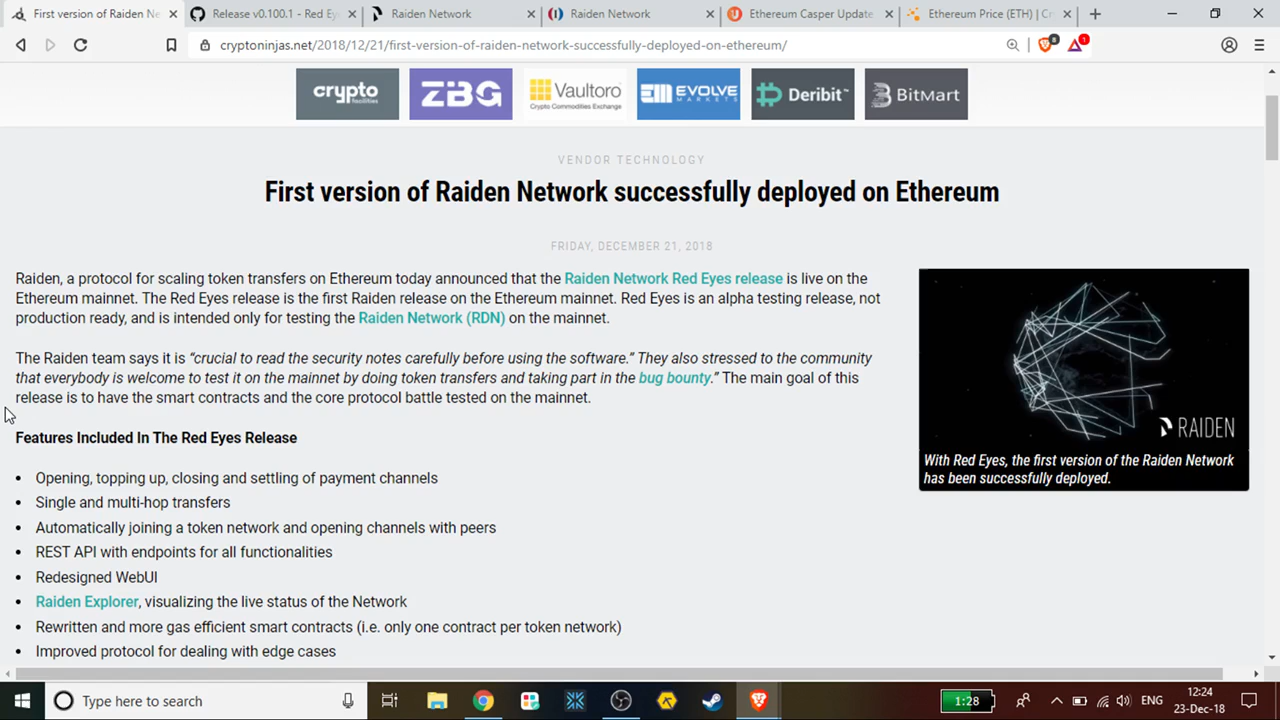 First version of Raiden Ne
Release v0.100.1 - Red Ey
Raiden Network
Raiden Network
Ethereum Casper Update
Ethereum Price (ETH) | Cr
cryptoninjas.net/2018/12/21/first-version-of-raiden-network-successfully-deployed-on-ethereum/
8
1
crypto facilities
ZBG
Vaultoro
Crypto Commodities Exchange
EVOLVE MARKETS
Deribit™
BitMart
VENDOR TECHNOLOGY
First version of Raiden Network successfully deployed on Ethereum
FRIDAY, DECEMBER 21, 2018
Raiden, a protocol for scaling token transfers on Ethereum today announced that the Raiden Network Red Eyes release is live on the
Ethereum mainnet. The Red Eyes release is the first Raiden release on the Ethereum mainnet. Red Eyes is an alpha testing release, not
production ready, and is intended only for testing the Raiden Network (RDN) on the mainnet.
The Raiden team says it is “crucial to read the security notes carefully before using the software.” They also stressed to the community
that everybody is welcome to test it on the mainnet by doing token transfers and taking part in the bug bounty.” The main goal of this
release is to have the smart contracts and the core protocol battle tested on the mainnet.
RAIDEN
With Red Eyes, the first version of the Raiden Network
has been successfully deployed.
Features Included In The Red Eyes Release
• Opening, topping up, closing and settling of payment channels
• Single and multi-hop transfers
• Automatically joining a token network and opening channels with peers
• REST API with endpoints for all functionalities
• Redesigned WebUI
• Raiden Explorer, visualizing the live status of the Network
• Rewritten and more gas efficient smart contracts (i.e. only one contract per token network)
• Improved protocol for dealing with edge cases
Type here to search
1:28
ENG
12:24
23-Dec-18